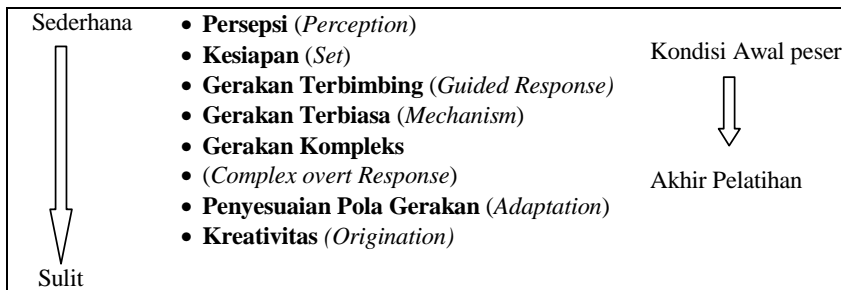 Sederhana
• Persepsi (Perception)
• Kesiapan (Set)
• Gerakan Terbimbing (Guided Response)
• Gerakan Terbiasa (Mechanism)
• Gerakan Kompleks
• (Complex overt Response)
• Penyesuaian Pola Gerakan (Adaptation)
• Kreativitas (Origination)
Sulit
Kondisi Awal peser
Akhir Pelatihan